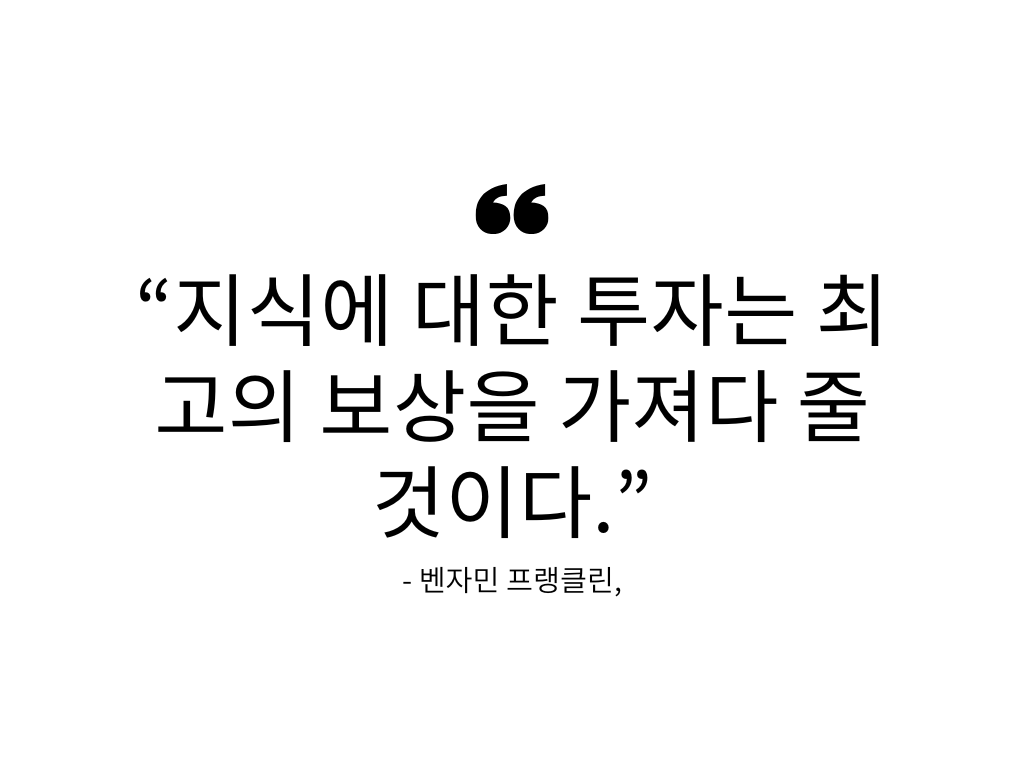 ❝
“지식에 대한 투자는 최
고의 보상을 가져다 줄
것이다.”
- 벤자민 프랭클린,